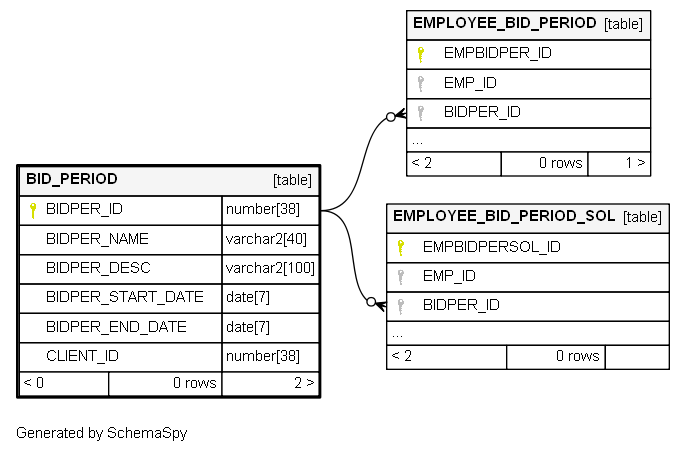 EMPLOYEE_BID_PERIOD [table]
EMPBIDPER_ID
EMP_ID
BIDPER_ID
...
< 2 0 rows 1 >
BID_PERIOD [table]
BIDPER_ID number[38]
BIDPER_NAME varchar2[40]
BIDPER_DESC varchar2[100]
BIDPER_START_DATE date[7]
BIDPER_END_DATE date[7]
CLIENT_ID number[38]
< 0 0 rows 2 >
EMPLOYEE_BID_PERIOD_SOL [table]
EMPBIDPERSOL_ID
EMP_ID
BIDPER_ID
...
< 2 0 rows
Generated by SchemaSpy